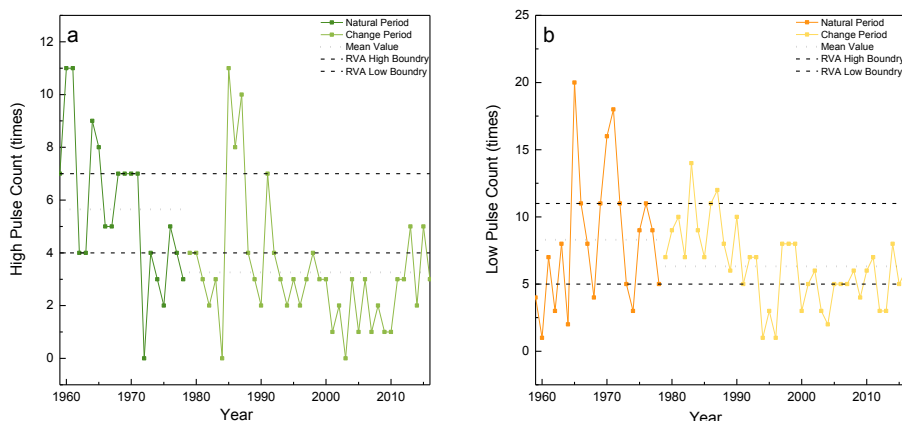 a
Natural Period
Change Period
Mean Value
RVA High Boundry
RVA Low Boundry
High Pulse Count (times)
12
10
8
6
4
2
0
1960 1970 1980 1990 2000 2010
Year
b
Natural Period
Change Period
Mean Value
RVA High Boundry
RVA Low Boundry
Low Pulse Count (times)
25
20
15
10
5
0
1960 1970 1980 1990 2000 2010
Year